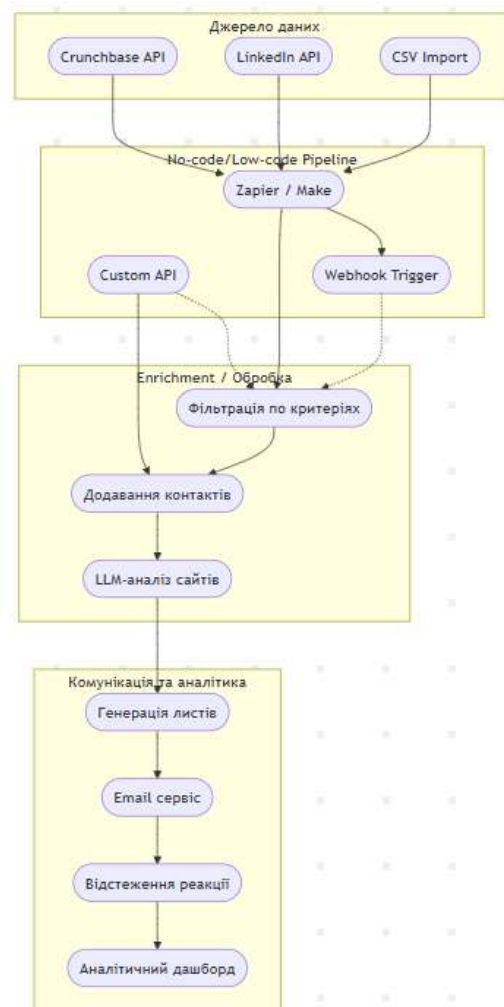 Джерело даних
Crunchbase API
LinkedIn API
CSV Import
No-code/Low-code Pipeline
Zapier / Make
Custom API
Webhook Trigger
Enrichment / Обробка
Фільтрація по критеріях
Додавання контактів
LLM-аналіз сайтів
Комунікація та аналітика
Генерація листів
Email сервіс
Відстеження реакції
Аналітичний дашборд